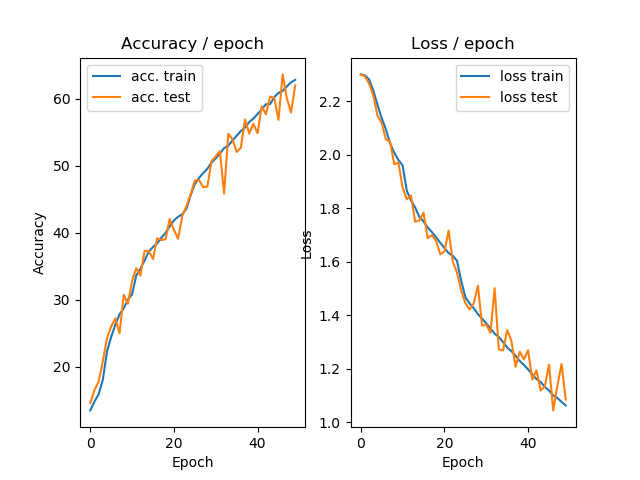 Accuracy / epoch
acc. train
acc. test
60
50
40
30
20
Accuracy
0
20
40
Epoch
Loss / epoch
loss train
loss test
2.2
2.0
1.8
1.6
1.4
1.2
1.0
Loss
0
20
40
Epoch